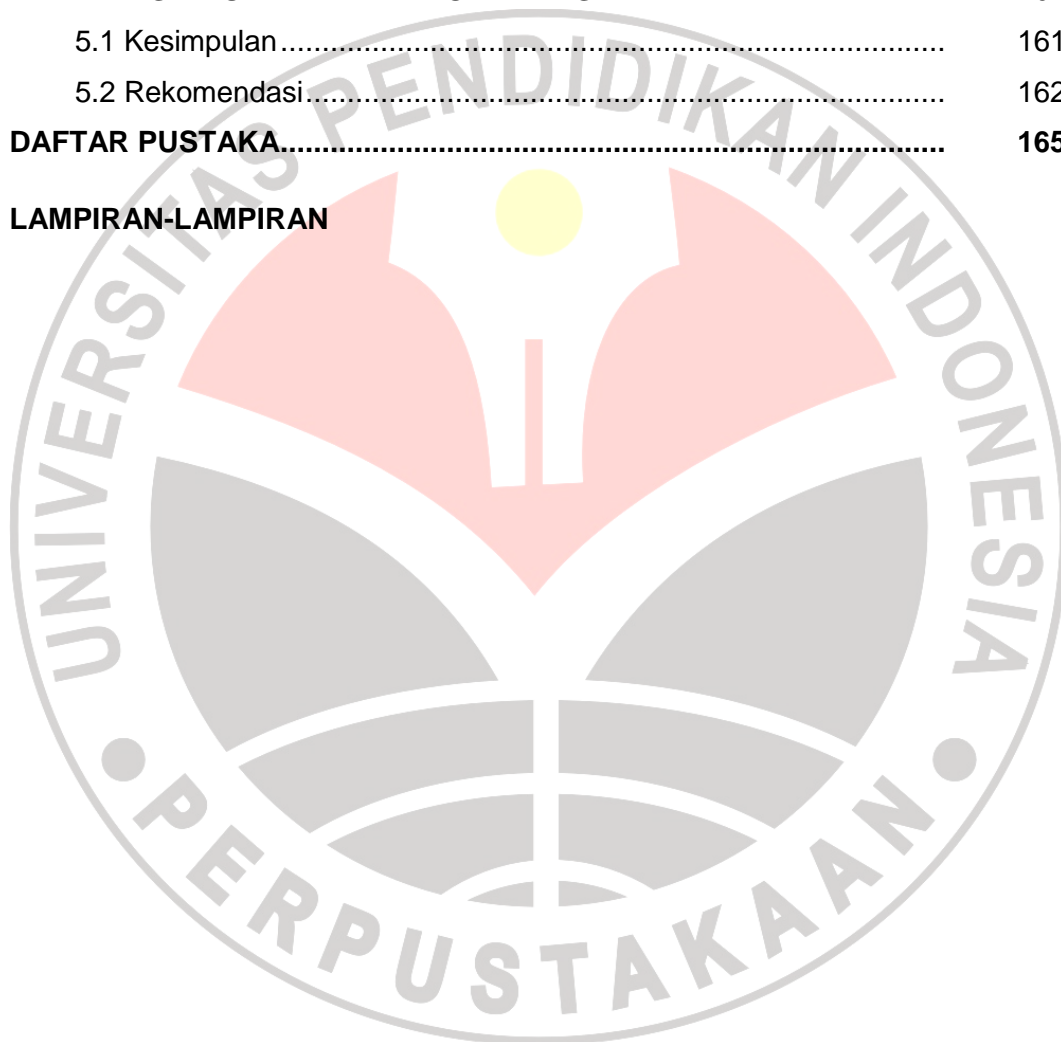 5.1 Kesimpulan.................................................................................. 161
5.2 Rekomendasi............................................................................... 162
DAFTAR PUSTAKA................................................................................. 165
LAMPIRAN-LAMPIRAN
UNIVERSITAS PENDIDIKAN INDONESIA
PERPUSTAKAAN